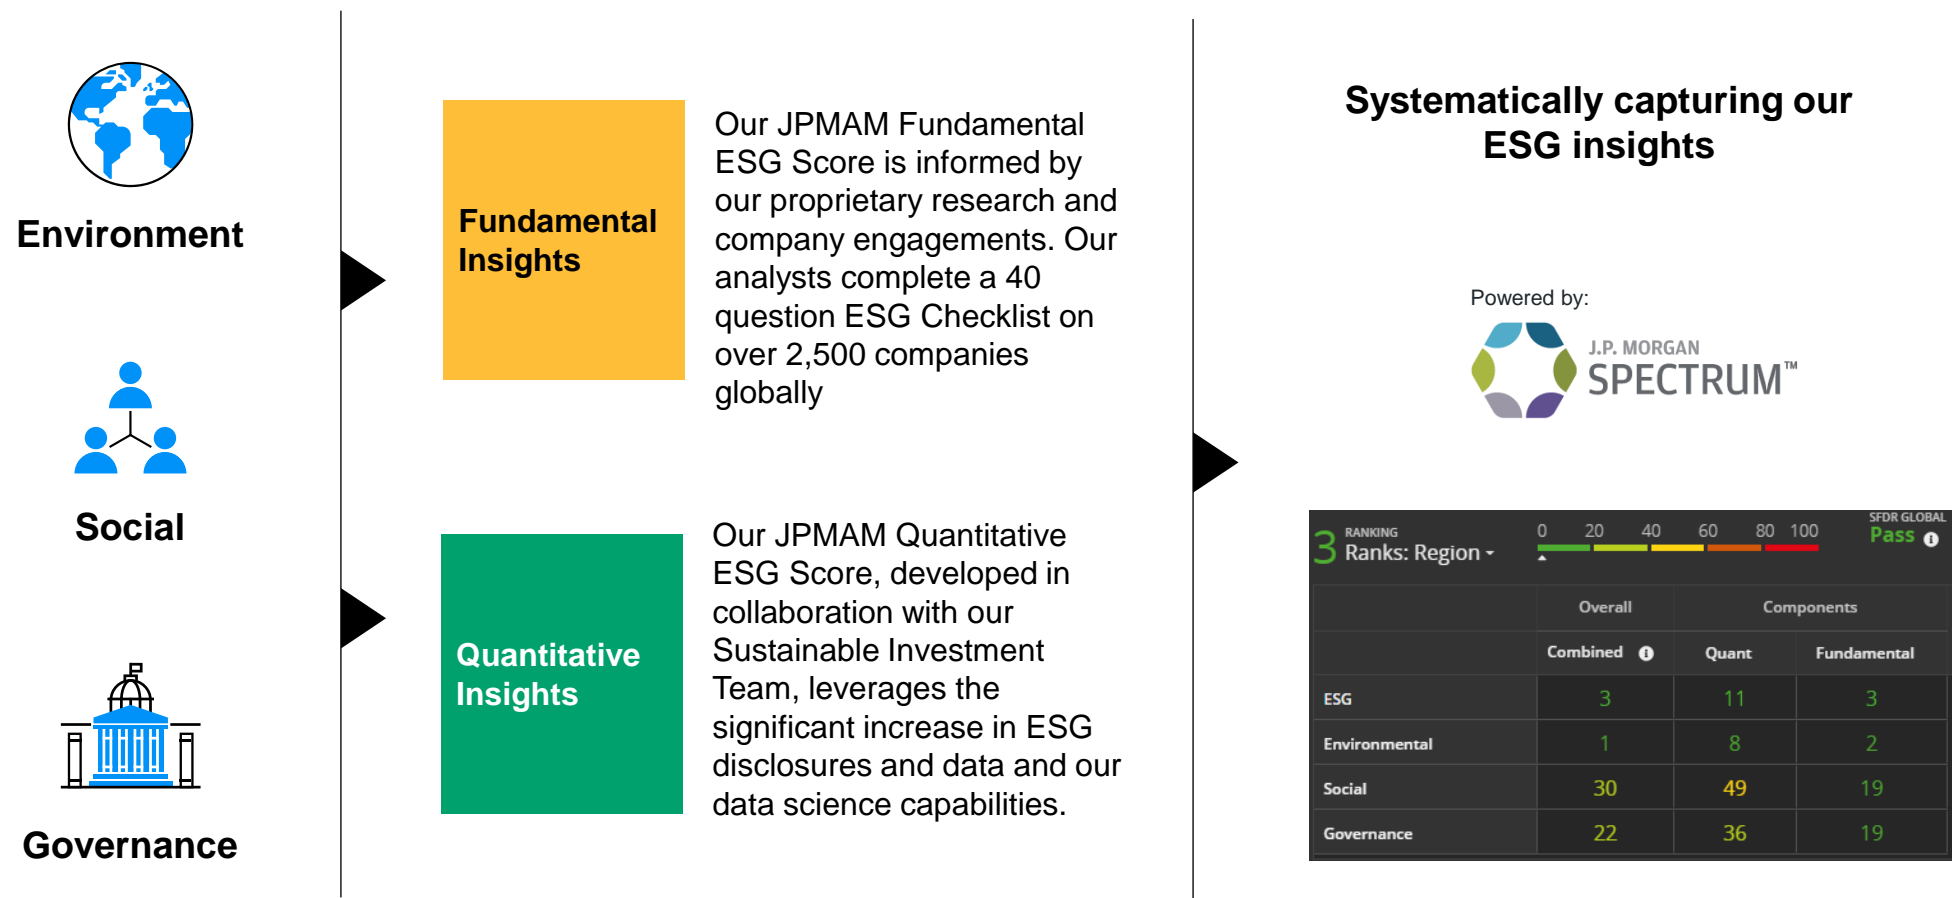 Environment
Social
Governance
Fundamental
Insights
Our JPMAM Fundamental
ESG Score is informed by
our proprietary research and
company engagements. Our
analysts complete a 40
question ESG Checklist on
over 2,500 companies
globally
Quantitative
Insights
Our JPMAM Quantitative
ESG Score, developed in
collaboration with our
Sustainable Investment
Team, leverages the
significant increase in ESG
disclosures and data and our
data science capabilities.
Systematically capturing our
ESG insights
Powered by:
J.P. MORGAN
SPECTRUM™
3 RANKING
Ranks: Region
0 20 40 60 80 100
SFDR GLOBAL
Pass
Overall Components
Combined Quant Fundamental
ESG 3 11 3
Environmental 1 8 2
Social 30 49 19
Governance 22 36 19